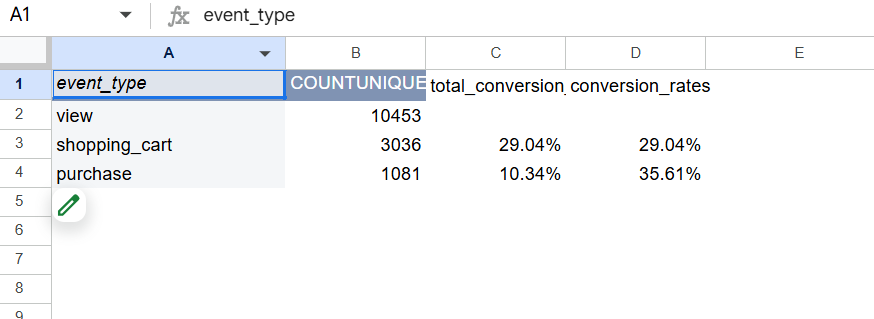 A1 fx event_type
A B C D E
1 event_type COUNTUNIQUE total_conversion_ conversion_rates
2 view 10453
3 shopping_cart 3036 29.04% 29.04%
4 purchase 1081 10.34% 35.61%
5
6
7
8
9